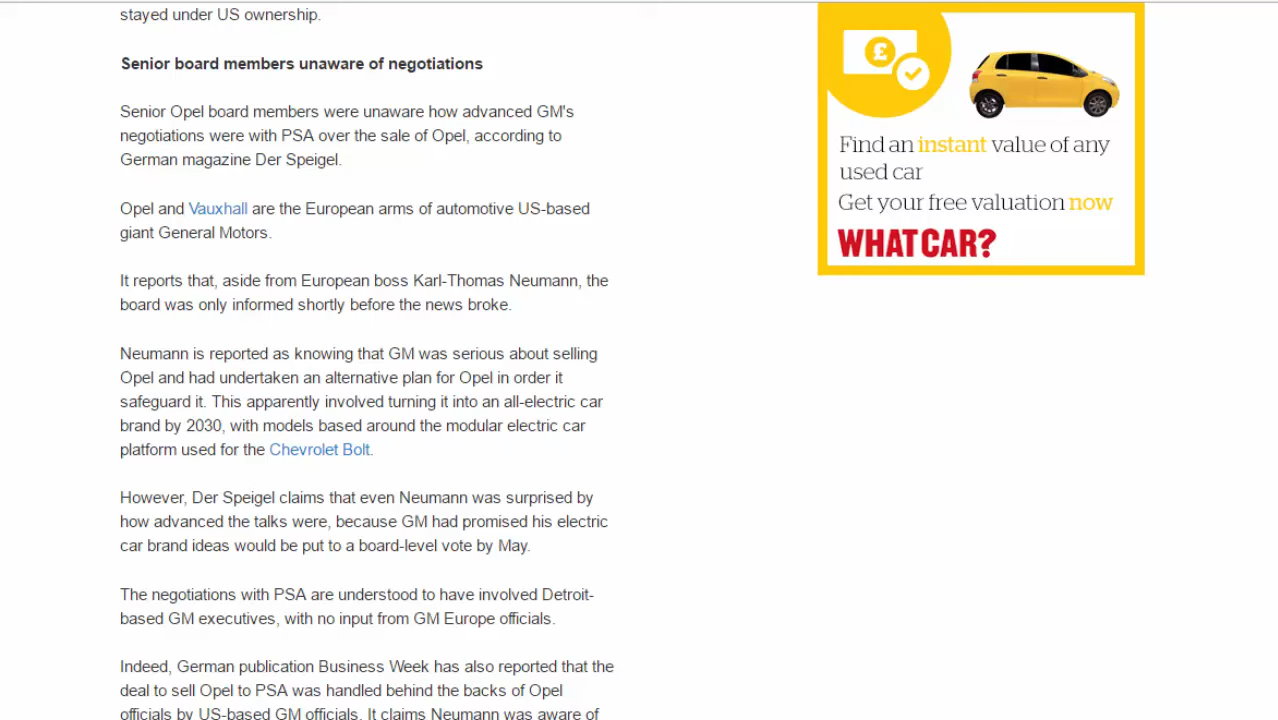 stayed under US ownership.
Senior board members unaware of negotiations
Senior Opel board members were unaware how advanced GM's
negotiations were with PSA over the sale of Opel, according to
German magazine Der Speigel.
Opel and Vauxhall are the European arms of automotive US-based
giant General Motors.
It reports that, aside from European boss Karl-Thomas Neumann, the
board was only informed shortly before the news broke.
Neumann is reported as knowing that GM was serious about selling
Opel and had undertaken an alternative plan for Opel in order it
safeguard it. This apparently involved turning it into an all-electric car
brand by 2030, with models based around the modular electric car
platform used for the Chevrolet Bolt.
However, Der Speigel claims that even Neumann was surprised by
how advanced the talks were, because GM had promised his electric
car brand ideas would be put to a board-level vote by May.
The negotiations with PSA are understood to have involved Detroit-
based GM executives, with no input from GM Europe officials.
Indeed, German publication Business Week has also reported that the
deal to sell Opel to PSA was handled behind the backs of Opel
officials by US-based GM officials. It claims Neumann was aware of
£
Find an instant value of any
used car
Get your free valuation now
WHATCAR?